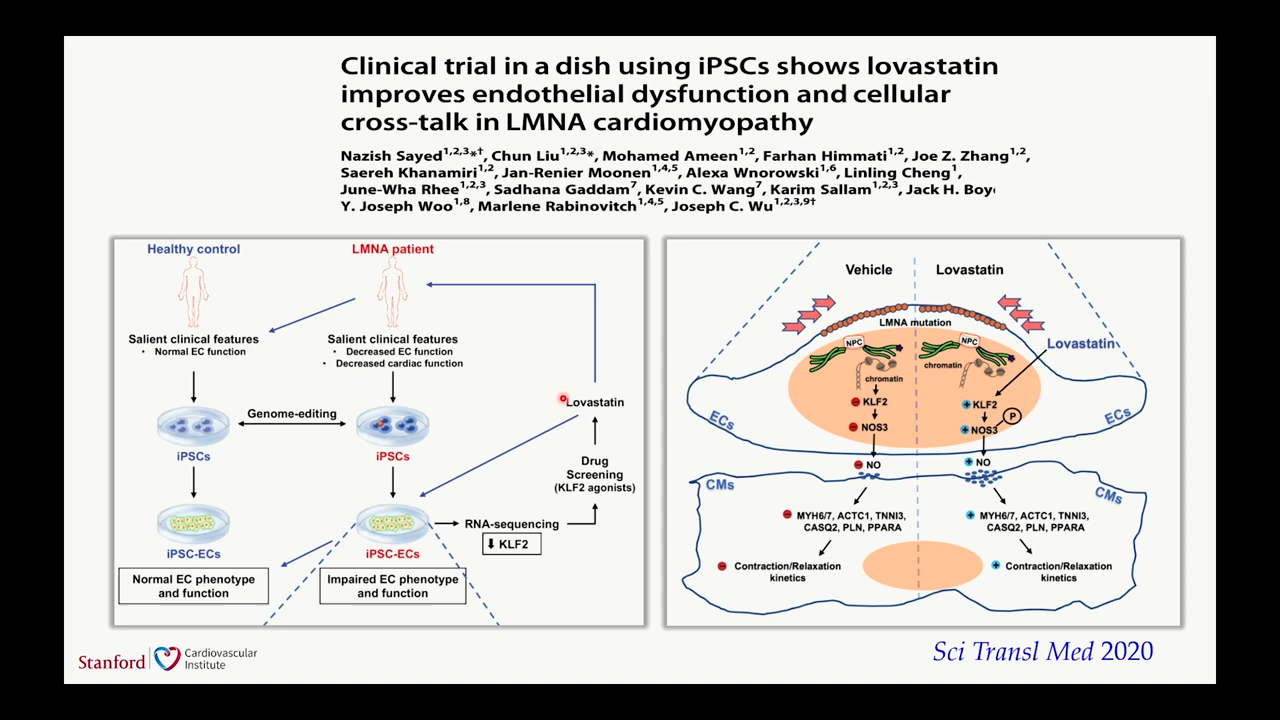 Clinical trial in a dish using iPSCs shows lovastatin
improves endothelial dysfunction and cellular
cross-talk in LMNA cardiomyopathy
Nazish Sayed1,2,3*†, Chun Liu1,2,3*, Mohamed Ameen1,2, Farhan Himmati1,2, Joe Z. Zhang1,2,
Saereh Khanamiri1,2, Jan-Renier Moonen1,4,5, Alexa Wnorowski1,6, Linling Cheng1,
June-Wha Rhee1,2,3, Sadhana Gaddam7, Kevin C. Wang7, Karim Sallam1,2,3, Jack H. Boy
Y. Joseph Woo1,8, Marlene Rabinovitch1,4,5, Joseph C. Wu1,2,3,9†
Healthy control
LMNA patient
Salient clinical features
• Normal EC function
Salient clinical features
• Decreased EC function
• Decreased cardiac function
Genome-editing
iPSCs
iPSCs
Lovastatin
Drug
Screening
(KLF2 agonists)
RNA-sequencing
⬇ KLF2
iPSC-ECs
iPSC-ECs
Normal EC phenotype
and function
Impaired EC phenotype
and function
Vehicle
Lovastatin
LMNA mutation
NPC
NPC
chromatin
chromatin
Lovastatin
- KLF2
+ KLF2
P
- NOS3
+ NOS3
ECs
ECs
- NO
+ NO
CMs
CMs
- MYH6/7, ACTC1, TNNI3,
CASQ2, PLN, PPARA
+ MYH6/7, ACTC1, TNNI3,
CASQ2, PLN, PPARA
- Contraction/Relaxation
kinetics
+ Contraction/Relaxation
kinetics
Stanford
Cardiovascular
Institute
Sci Transl Med 2020